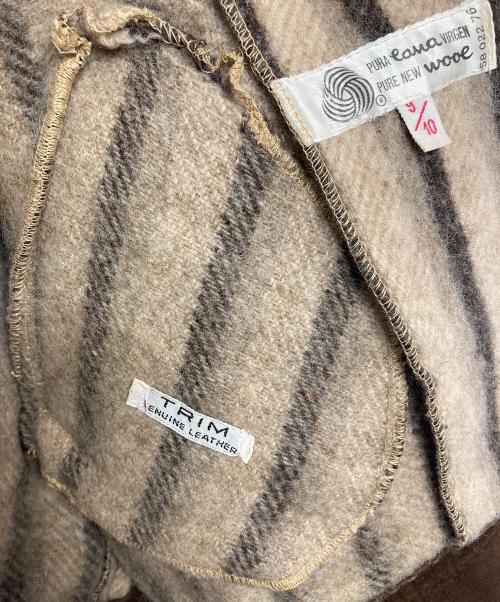 PURA lana VIRGEN
PURE NEW wool
®
58 022 76
9/10
TRIM
ENUINE LEATHER